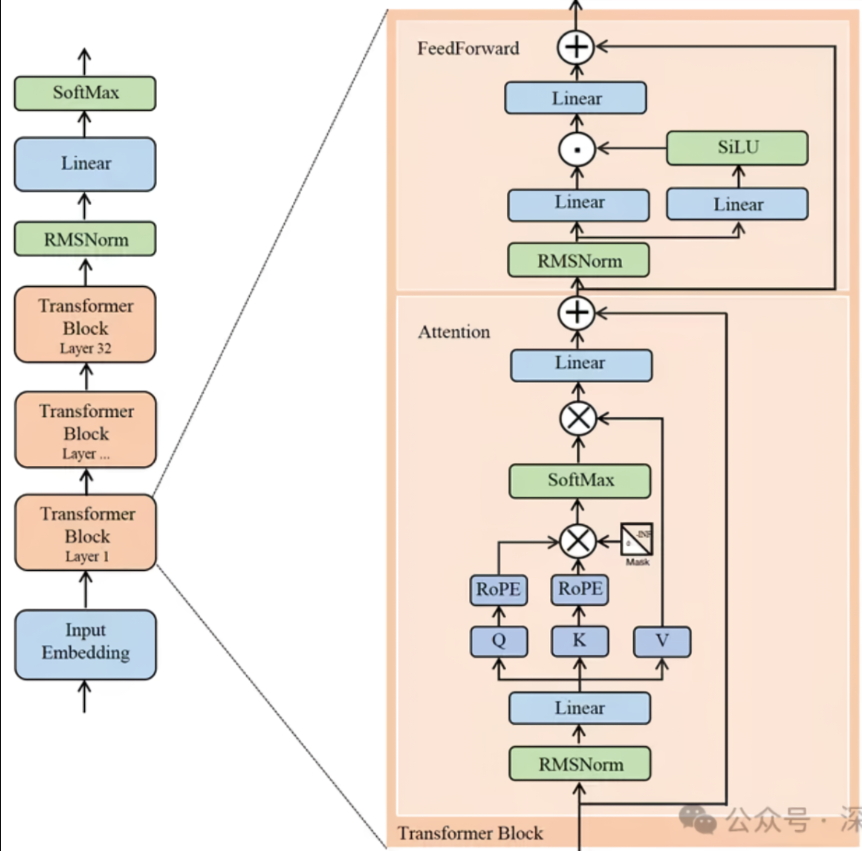 SoftMax
Linear
RMSNorm
Transformer
Block
Layer 32
Transformer
Block
Layer ...
Transformer
Block
Layer 1
Input
Embedding
FeedForward
Linear
SiLU
Linear
Linear
RMSNorm
Attention
Linear
SoftMax
-INF
Mask
RoPE
RoPE
Q
K
V
Linear
RMSNorm
Transformer Block
公众号 · 深